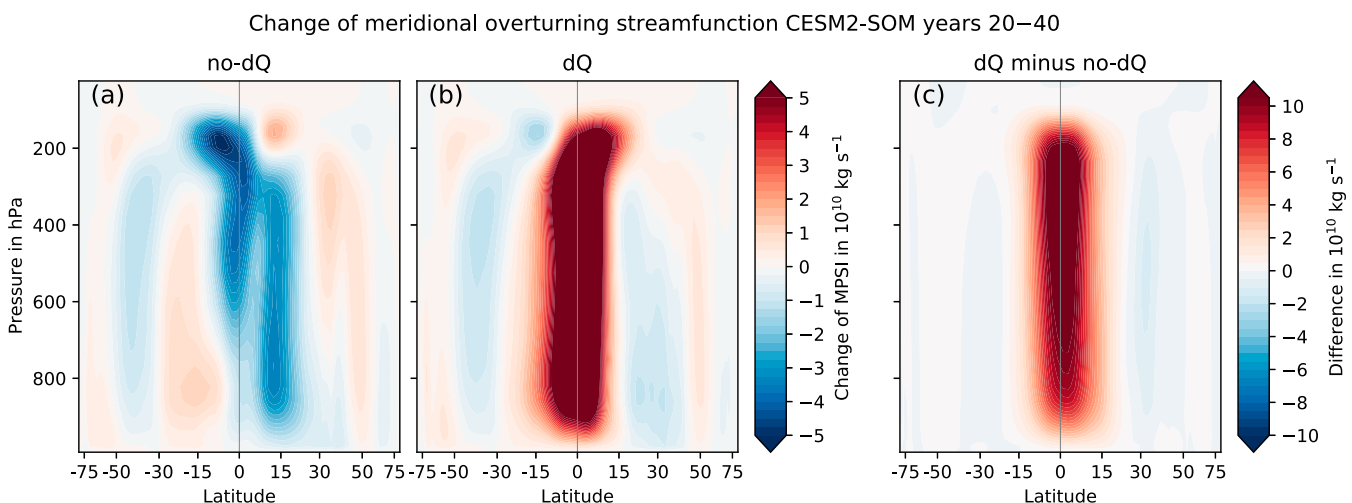 Change of meridional overturning streamfunction CESM2-SOM years 20−40
no-dQ
dQ
dQ minus no-dQ
(a)
(b)
(c)
Pressure in hPa
200
400
600
800
-75 -50 -30 -15 0 15 30 50 75
Latitude
-75 -50 -30 -15 0 15 30 50 75
Latitude
5
4
3
2
1
0
−1
−2
−3
−4
−5
Change of MPSI in 10¹⁰ kg s⁻¹
-75 -50 -30 -15 0 15 30 50 75
Latitude
10
8
6
4
2
0
−2
−4
−6
−8
−10
Difference in 10¹⁰ kg s⁻¹